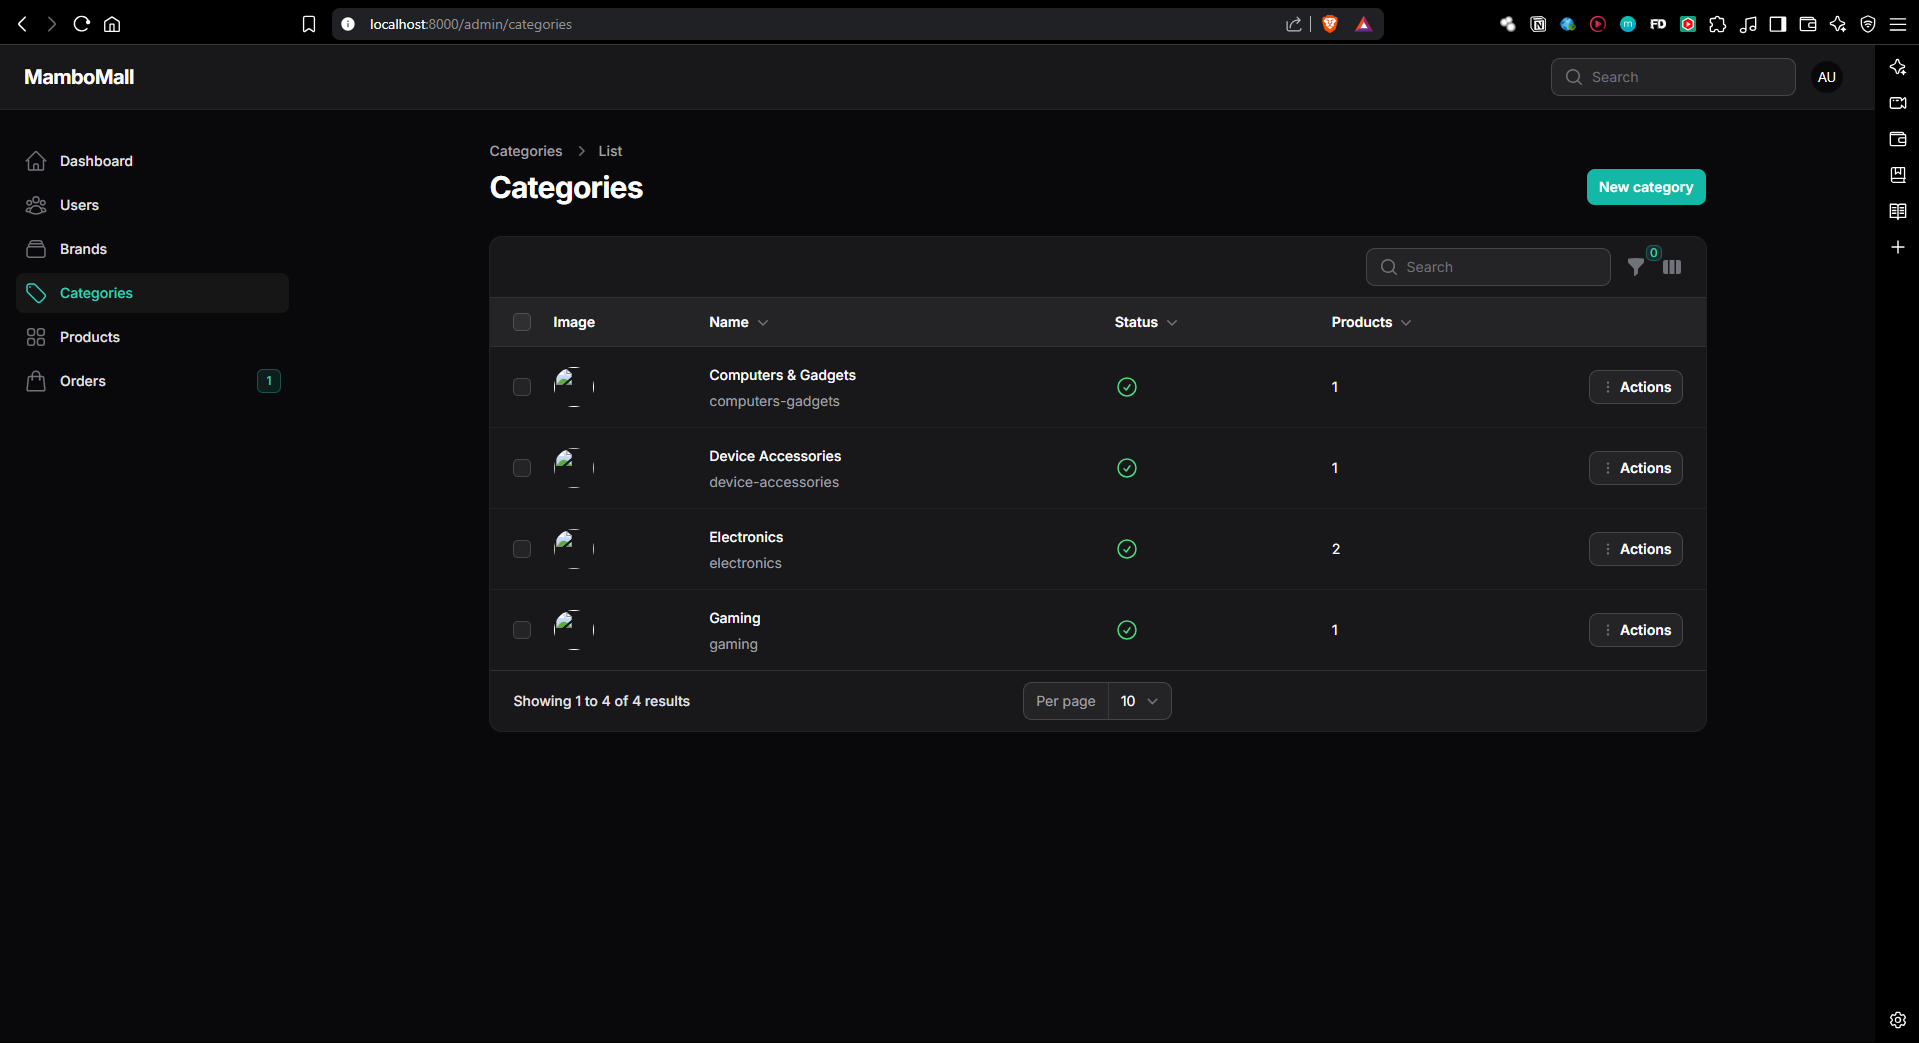 localhost:8000/admin/categories
FD
MamboMall
Search
AU
Dashboard
Users
Brands
Categories
Products
Orders
1
Categories
List
Categories
New category
Search
0
Image
Name
Status
Products
Computers & Gadgets
computers-gadgets
1
Actions
Device Accessories
device-accessories
1
Actions
Electronics
electronics
2
Actions
Gaming
gaming
1
Actions
Showing 1 to 4 of 4 results
Per page
10